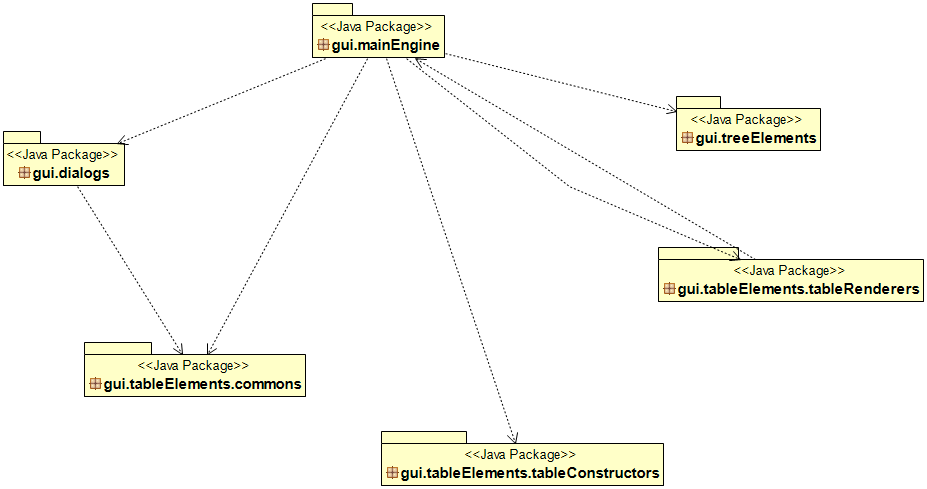 <<Java Package>>
gui.mainEngine
<<Java Package>>
gui.treeElements
<<Java Package>>
gui.dialogs
<<Java Package>>
gui.tableElements.tableRenderers
<<Java Package>>
gui.tableElements.commons
<<Java Package>>
gui.tableElements.tableConstructors